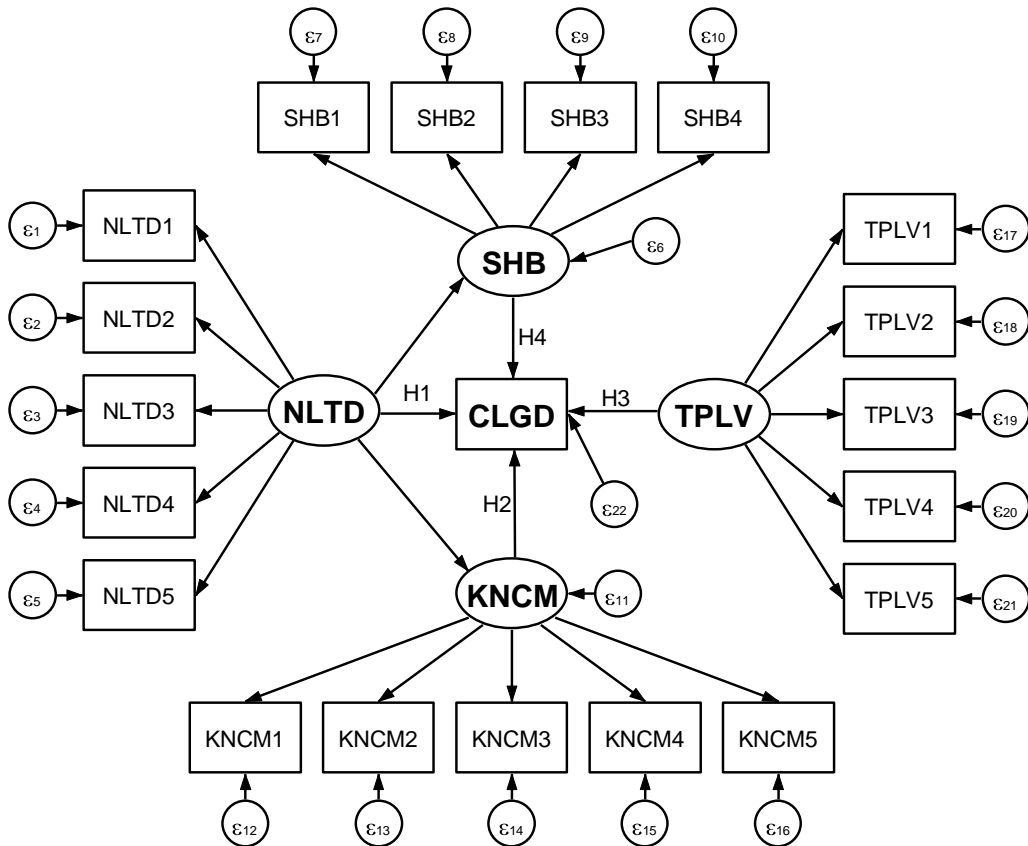 ε7 ε8 ε9 ε10
SHB1 SHB2 SHB3 SHB4
ε1 NLTD1 TPLV1 ε17
SHB ε6
ε2 NLTD2 TPLV2 ε18
H4
ε3 NLTD3 NLTD H1 CLGD H3 TPLV TPLV3 ε19
ε4 NLTD4 H2 ε22 TPLV4 ε20
ε5 NLTD5 KNCM ε11 TPLV5 ε21
KNCM1 KNCM2 KNCM3 KNCM4 KNCM5
ε12 ε13 ε14 ε15 ε16